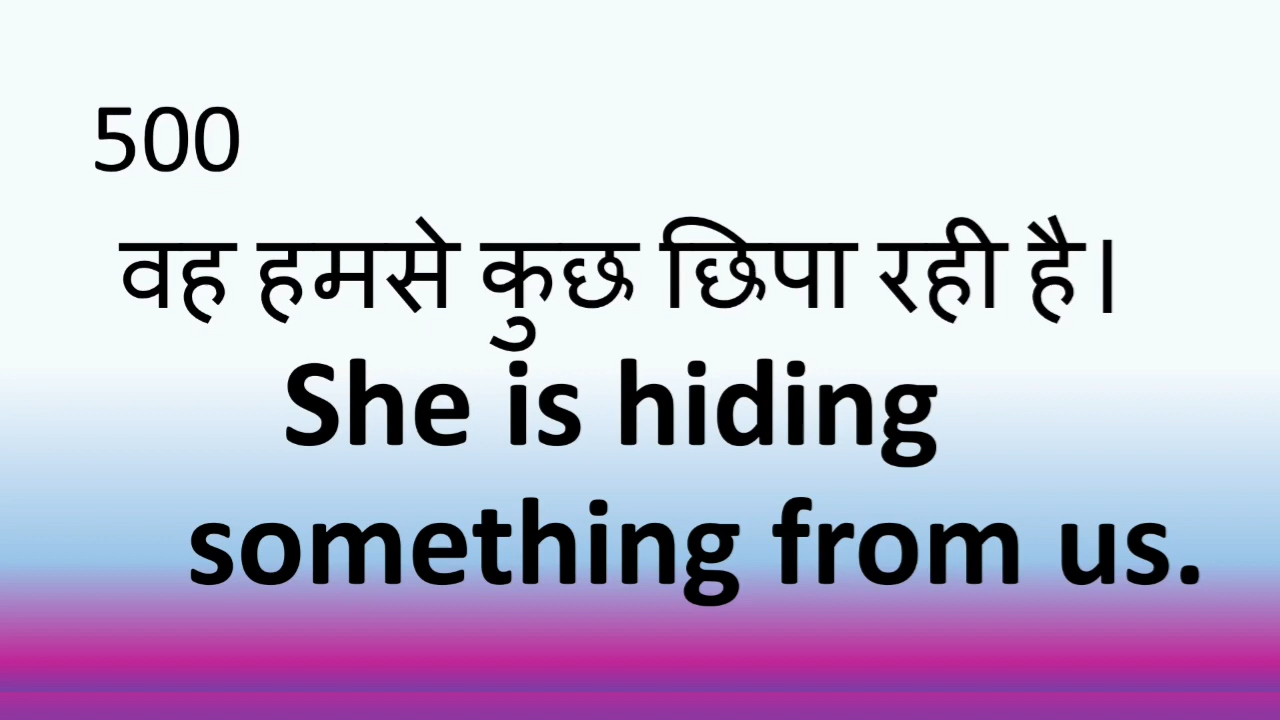 500
वह हमसे कुछ छिपा रही है।
She is hiding
something from us.